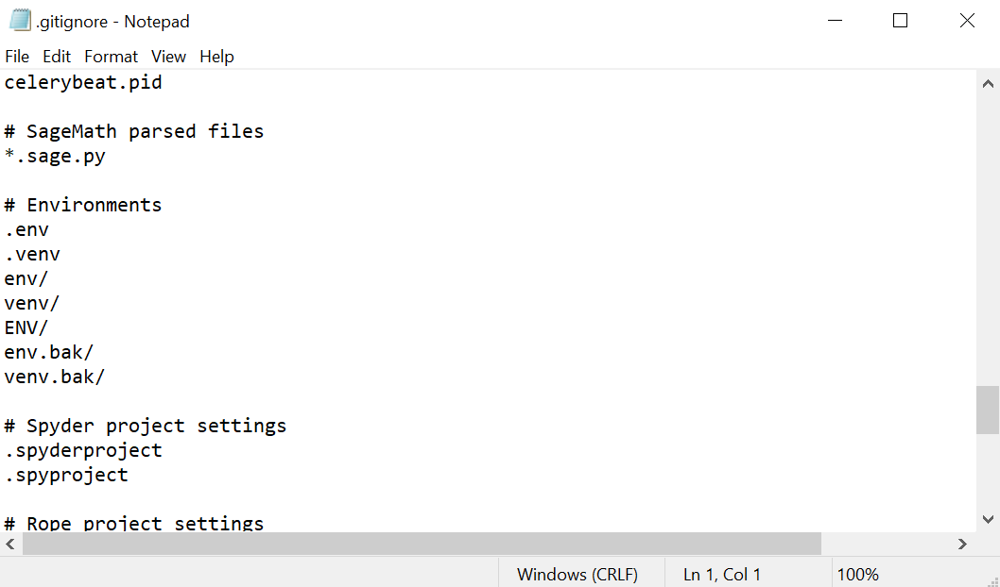 .gitignore - Notepad
File Edit Format View Help
celerybeat.pid
# SageMath parsed files
*.sage.py
# Environments
.env
.venv
env/
venv/
ENV/
env.bak/
venv.bak/
# Spyder project settings
.spyderproject
.spyproject
# Rope project settings
Windows (CRLF) Ln 1, Col 1 100%